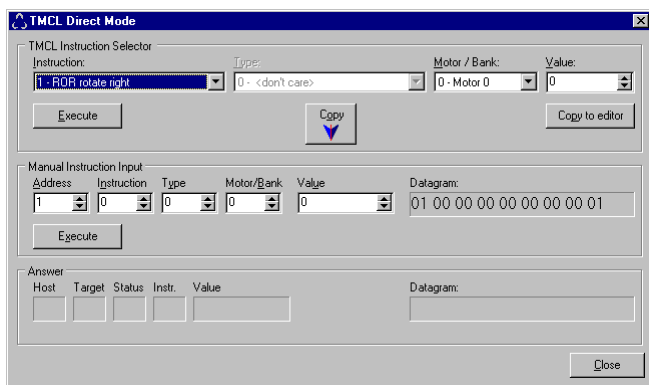 TMCL Direct Mode
TMCL Instruction Selector
Instruction: Type: Motor / Bank: Value:
1 - ROR rotate right 0 - <don't care> 0 - Motor 0 0
Execute Copy Copy to editor
Manual Instruction Input
Address Instruction Type Motor/Bank Value Datagram:
1 0 0 0 0 01 00 00 00 00 00 00 00 01
Execute
Answer
Host Target Status Instr. Value Datagram:
Close